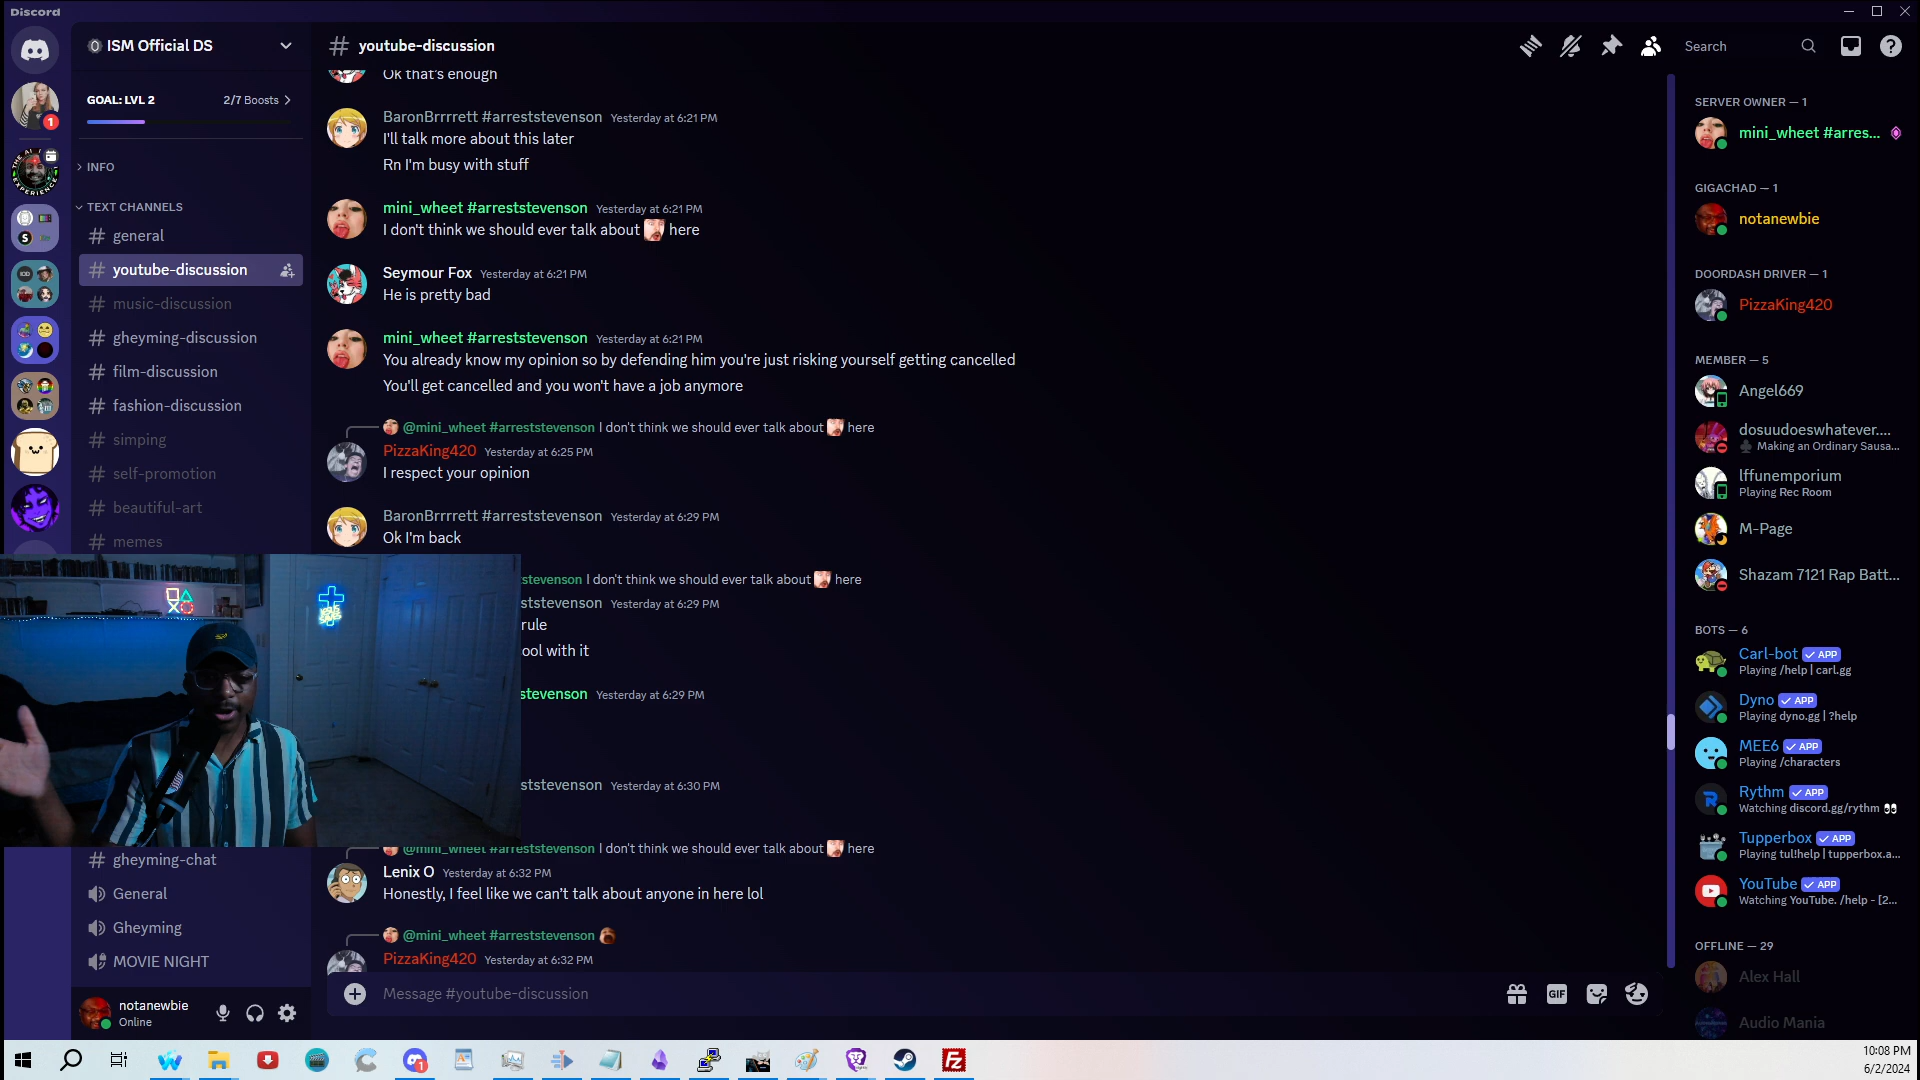 Discord
ISM Official DS
GOAL: LVL 2
2/7 Boosts
INFO
TEXT CHANNELS
general
youtube-discussion
music-discussion
gheyming-discussion
film-discussion
fashion-discussion
simping
self-promotion
beautiful-art
memes
gheyming-chat
General
Gheyming
MOVIE NIGHT
notanewbie
Online
youtube-discussion
Search
Ok that's enough
BaronBrrrrett #arreststevenson Yesterday at 6:21 PM
I'll talk more about this later
Rn I'm busy with stuff
mini_wheet #arreststevenson Yesterday at 6:21 PM
I don't think we should ever talk about here
Seymour Fox Yesterday at 6:21 PM
He is pretty bad
mini_wheet #arreststevenson Yesterday at 6:21 PM
You already know my opinion so by defending him you're just risking yourself getting cancelled
You'll get cancelled and you won't have a job anymore
@mini_wheet #arreststevenson I don't think we should ever talk about here
PizzaKing420 Yesterday at 6:25 PM
I respect your opinion
BaronBrrrrett #arreststevenson Yesterday at 6:29 PM
Ok I'm back
stevenson I don't think we should ever talk about here
ststevenson Yesterday at 6:29 PM
rule
ool with it
stevenson Yesterday at 6:29 PM
ststevenson Yesterday at 6:30 PM
@mini_wheet #arreststevenson I don't think we should ever talk about here
Lenix O Yesterday at 6:32 PM
Honestly, I feel like we can't talk about anyone in here lol
@mini_wheet #arreststevenson
PizzaKing420 Yesterday at 6:32 PM
Message #youtube-discussion
GIF
SERVER OWNER — 1
mini_wheet #arres...
GIGACHAD — 1
notanewbie
DOORDASH DRIVER — 1
PizzaKing420
MEMBER — 5
Angel669
dosuudoeswhatever....
Making an Ordinary Sausa...
lffunemporium
Playing Rec Room
M-Page
Shazam 7121 Rap Batt...
BOTS — 6
Carl-bot APP
Playing /help | carl.gg
Dyno APP
Playing dyno.gg | ?help
MEE6 APP
Playing /characters
Rythm APP
Watching discord.gg/rythm
Tupperbox APP
Playing tul!help | tupperbox.a...
YouTube APP
Watching YouTube. /help - [2...
OFFLINE — 29
Alex Hall
Audio Mania
10:08 PM
6/2/2024